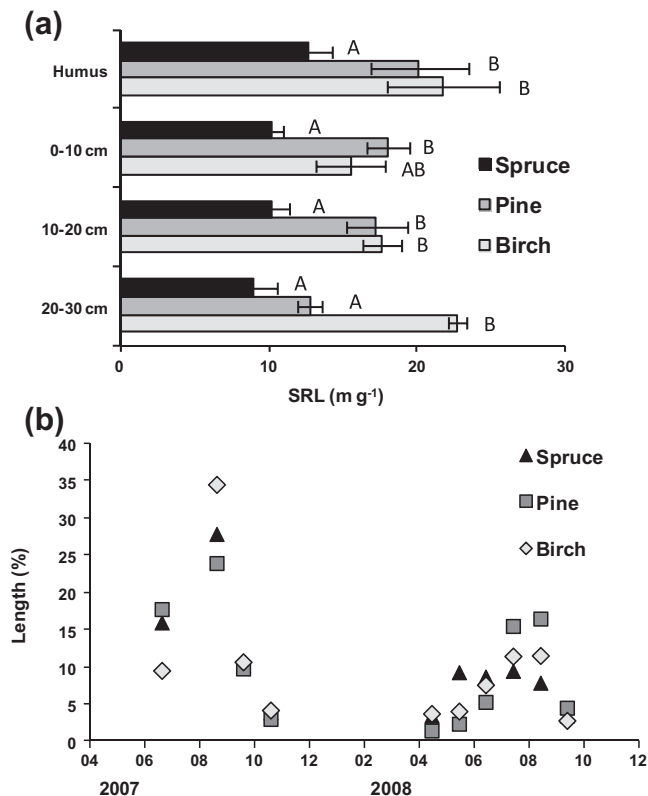 (a)
Humus
A
B
B
0-10 cm
A
B
AB
10-20 cm
A
B
B
20-30 cm
A
A
B
Spruce
Pine
Birch
0 10 20 30
SRL (m g-1)
(b)
40
35
30
25
20
15
10
5
0
Length (%)
Spruce
Pine
Birch
04 06 08 10 12 02 04 06 08 10 12
2007 2008